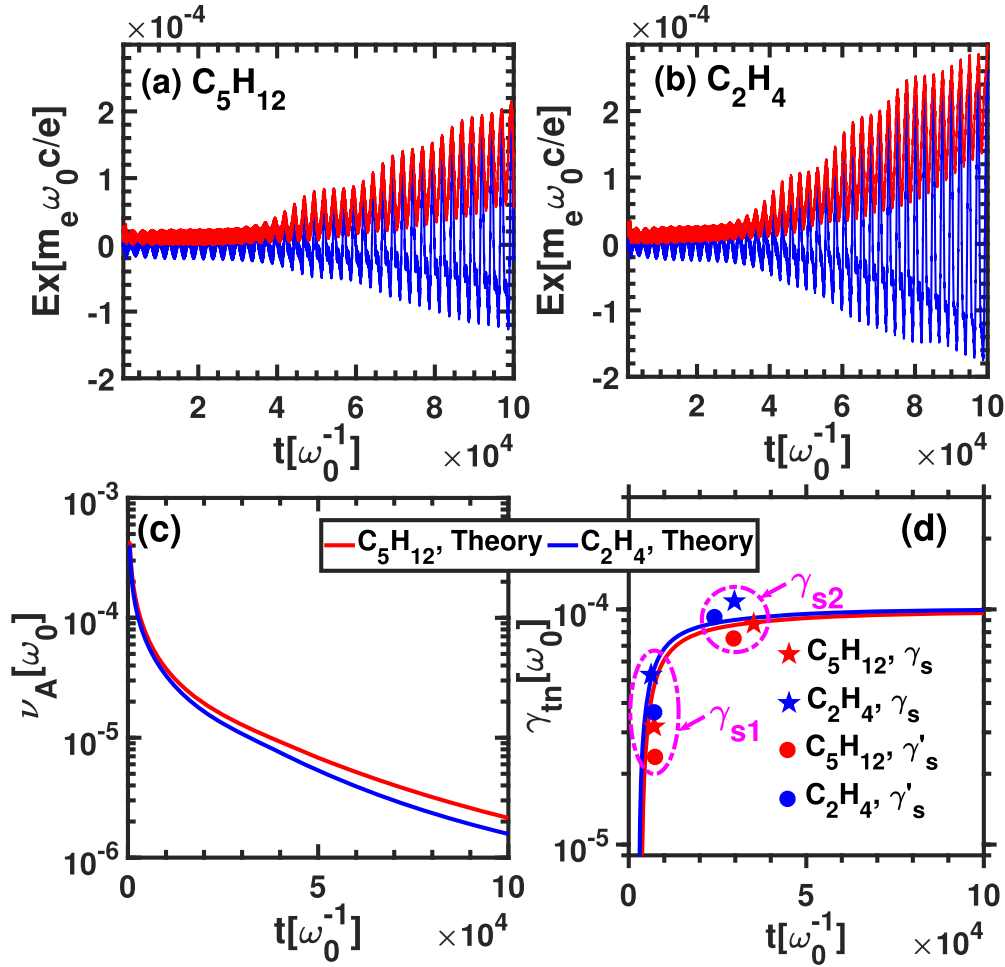 ×10⁻⁴
×10⁻⁴
(a) C₅H₁₂
(b) C₂H₄
Ex[mₑω₀c/e]
2
1
0
-1
-2
Ex[mₑω₀c/e]
2
1
0
-1
-2
2 4 6 8 10
t[ω₀⁻¹] ×10⁴
2 4 6 8 10
t[ω₀⁻¹] ×10⁴
(c)
(d)
C₅H₁₂, Theory C₂H₄, Theory
ν_A[ω₀]
10⁻³
10⁻⁴
10⁻⁵
10⁻⁶
0 5 10
t[ω₀⁻¹] ×10⁴
γ_tn[ω₀]
10⁻⁴
10⁻⁵
γ_s2
γ_s1
C₅H₁₂, γ_s
C₂H₄, γ_s
C₅H₁₂, γ'_s
C₂H₄, γ'_s
0 5 10
t[ω₀⁻¹] ×10⁴